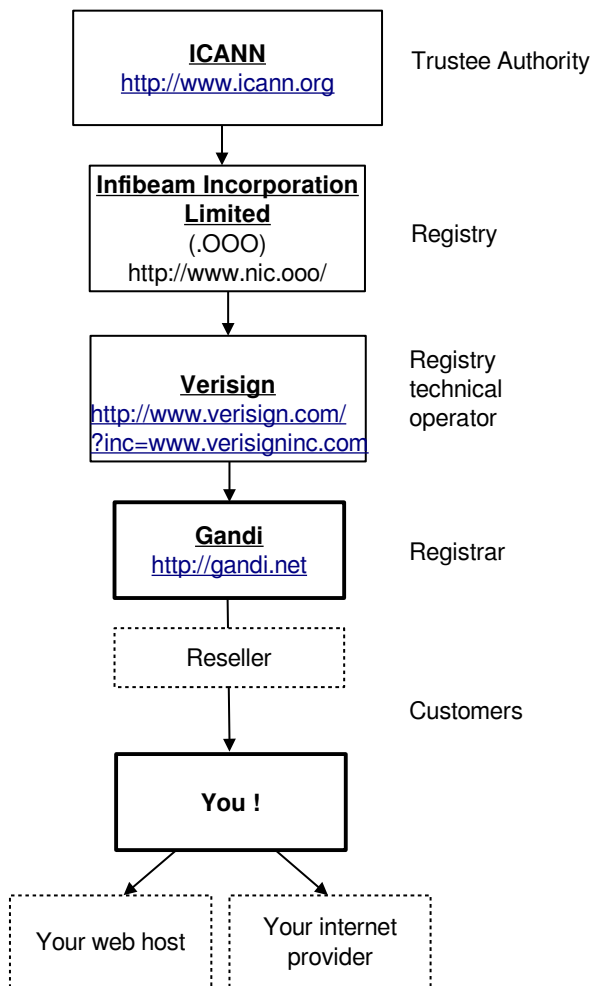 ICANN
http://www.icann.org
Trustee Authority
Infibeam Incorporation
Limited
(.OOO)
http://www.nic.ooo/
Registry
Verisign
http://www.verisign.com/
?inc=www.verisigninc.com
Registry
technical
operator
Gandi
http://gandi.net
Registrar
Reseller
Customers
You !
Your web host
Your internet
provider